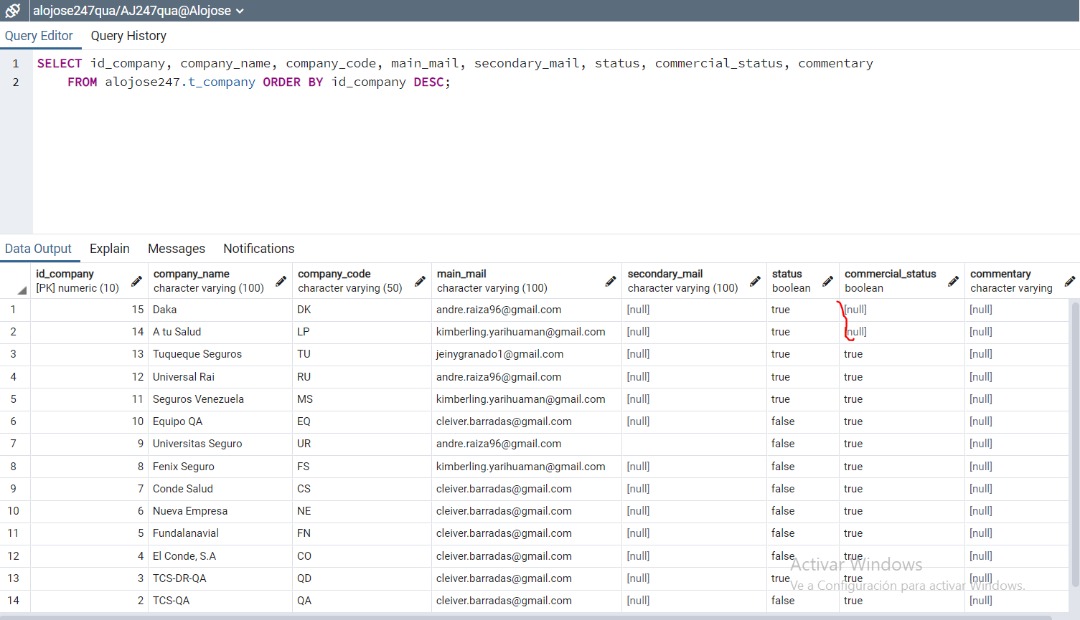 alojose247qua/AJ247qua@Alojose
Query Editor Query History
1 SELECT id_company, company_name, company_code, main_mail, secondary_mail, status, commercial_status, commentary
2 FROM alojose247.t_company ORDER BY id_company DESC;
Data Output Explain Messages Notifications
id_company company_name company_code main_mail secondary_mail status commercial_status commentary
[PK] numeric (10) character varying (100) character varying (50) character varying (100) character varying (100) boolean boolean character varying
1 15 Daka DK andre.raiza96@gmail.com [null] true [null] [null]
2 14 A tu Salud LP kimberling.yarihuaman@gmail.com [null] true [null] [null]
3 13 Tuqueque Seguros TU jeinygranado1@gmail.com [null] true true [null]
4 12 Universal Rai RU andre.raiza96@gmail.com [null] true true [null]
5 11 Seguros Venezuela MS kimberling.yarihuaman@gmail.com [null] true true [null]
6 10 Equipo QA EQ cleiver.barradas@gmail.com [null] false true [null]
7 9 Universitas Seguro UR andre.raiza96@gmail.com false true [null]
8 8 Fenix Seguro FS kimberling.yarihuaman@gmail.com [null] false true [null]
9 7 Conde Salud CS cleiver.barradas@gmail.com [null] false true [null]
10 6 Nueva Empresa NE cleiver.barradas@gmail.com [null] false true [null]
11 5 Fundalanavial FN cleiver.barradas@gmail.com [null] false true [null]
12 4 El Conde, S.A CO cleiver.barradas@gmail.com [null] false true [null]
Activar Windows
13 3 TCS-DR-QA QD cleiver.barradas@gmail.com [null] true true [null]
Ve a Configuración para activar Windows.
14 2 TCS-QA QA cleiver.barradas@gmail.com [null] false true [null]